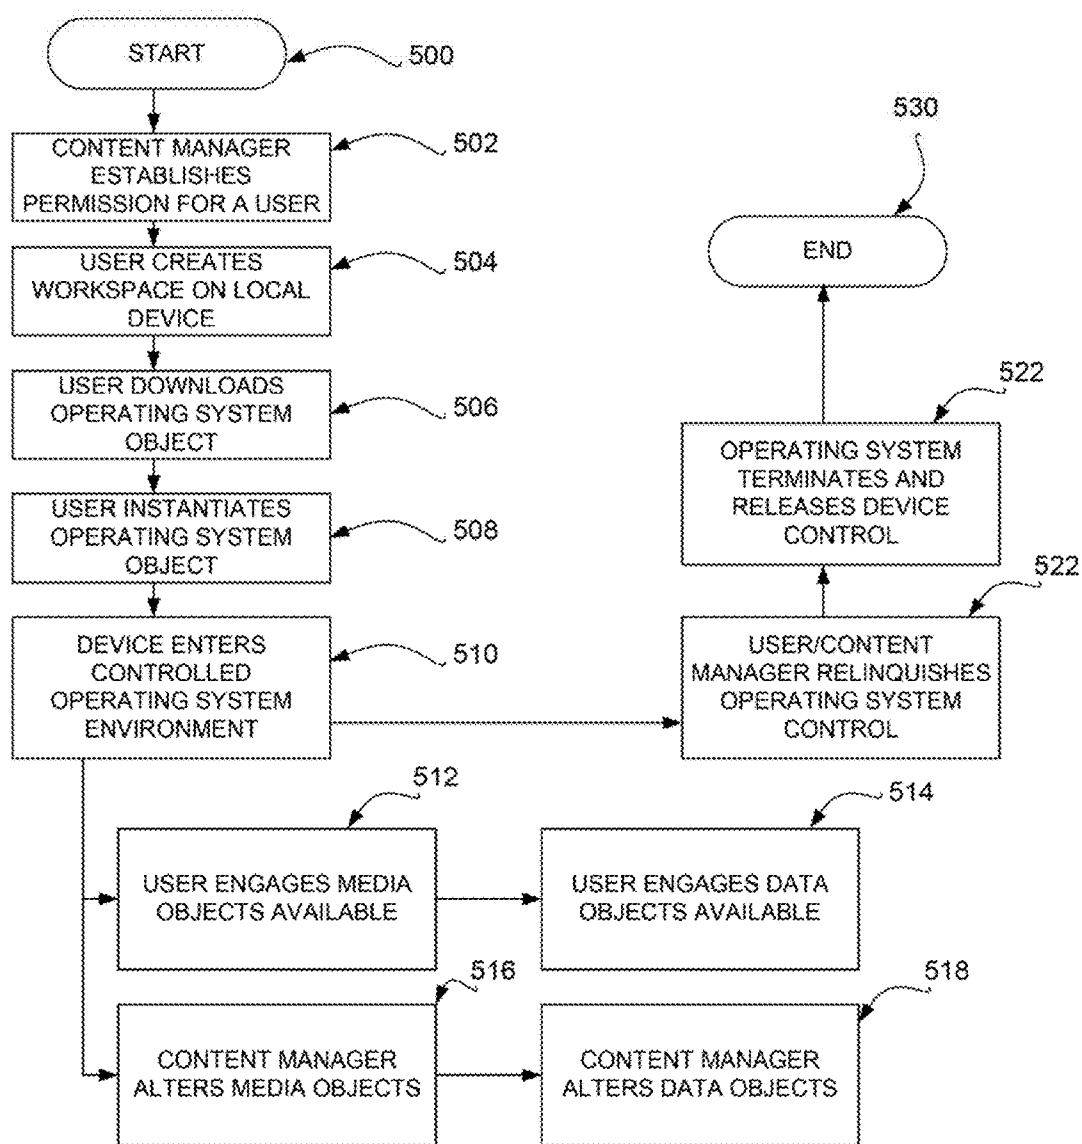 START
500
CONTENT MANAGER
ESTABLISHES
PERMISSION FOR A USER
502
USER CREATES
WORKSPACE ON LOCAL
DEVICE
504
USER DOWNLOADS
OPERATING SYSTEM
OBJECT
506
USER INSTANTIATES
OPERATING SYSTEM
OBJECT
508
DEVICE ENTERS
CONTROLLED
OPERATING SYSTEM
ENVIRONMENT
510
530
END
522
OPERATING SYSTEM
TERMINATES AND
RELEASES DEVICE
CONTROL
522
USER/CONTENT
MANAGER RELINQUISHES
OPERATING SYSTEM
CONTROL
512
USER ENGAGES MEDIA
OBJECTS AVAILABLE
514
USER ENGAGES DATA
OBJECTS AVAILABLE
516
CONTENT MANAGER
ALTERS MEDIA OBJECTS
518
CONTENT MANAGER
ALTERS DATA OBJECTS